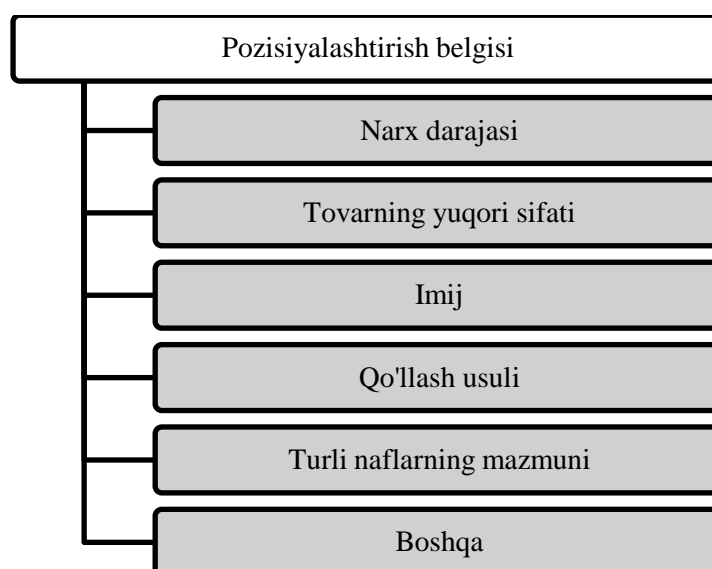 Pozisiyalashtirish belgisi
Narx darajasi
Tovarning yuqori sifati
Imij
Qo'llash usuli
Turli naflarning mazmuni
Boshqa